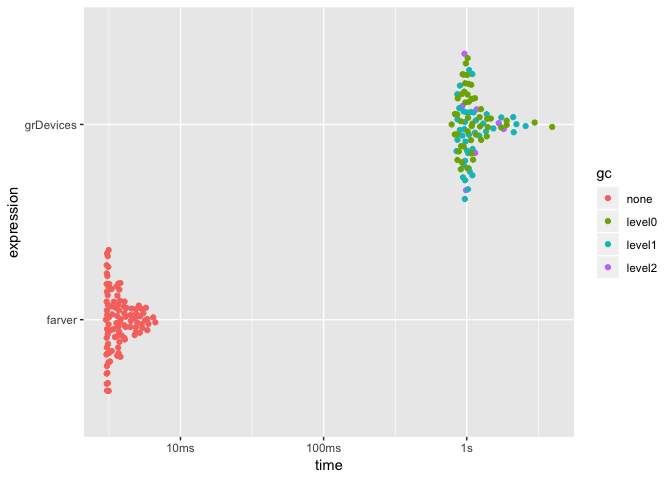 expression
grDevices
farver
10ms
100ms
1s
time
gc
none
level0
level1
level2